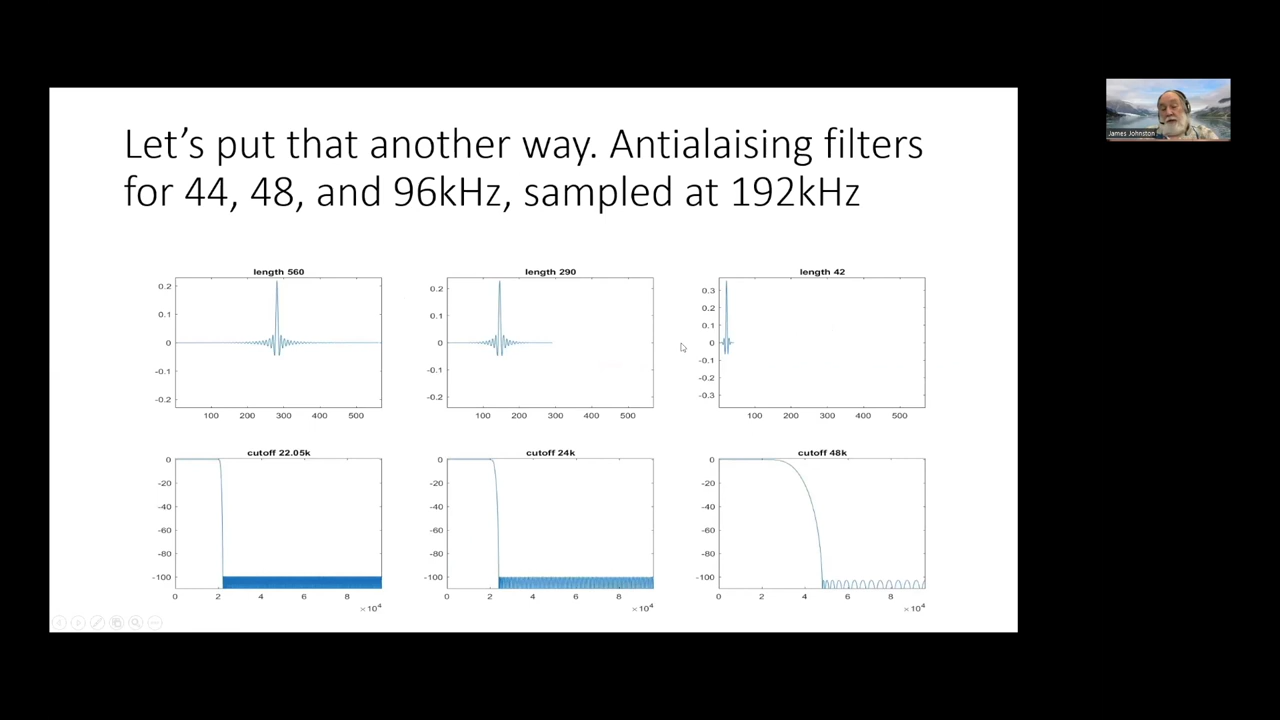 Let’s put that another way. Antialaising filters
for 44, 48, and 96kHz, sampled at 192kHz
James Johnston
length 560
0.2
0.1
0
-0.1
-0.2
100 200 300 400 500
length 290
0.2
0.1
0
-0.1
-0.2
100 200 300 400 500
length 42
0.3
0.2
0.1
0
-0.1
-0.2
-0.3
100 200 300 400 500
cutoff 22.05k
0
-20
-40
-60
-80
-100
0 2 4 6 8
×10⁴
cutoff 24k
0
-20
-40
-60
-80
-100
0 2 4 6 8
×10⁴
cutoff 48k
0
-20
-40
-60
-80
-100
0 2 4 6 8
×10⁴